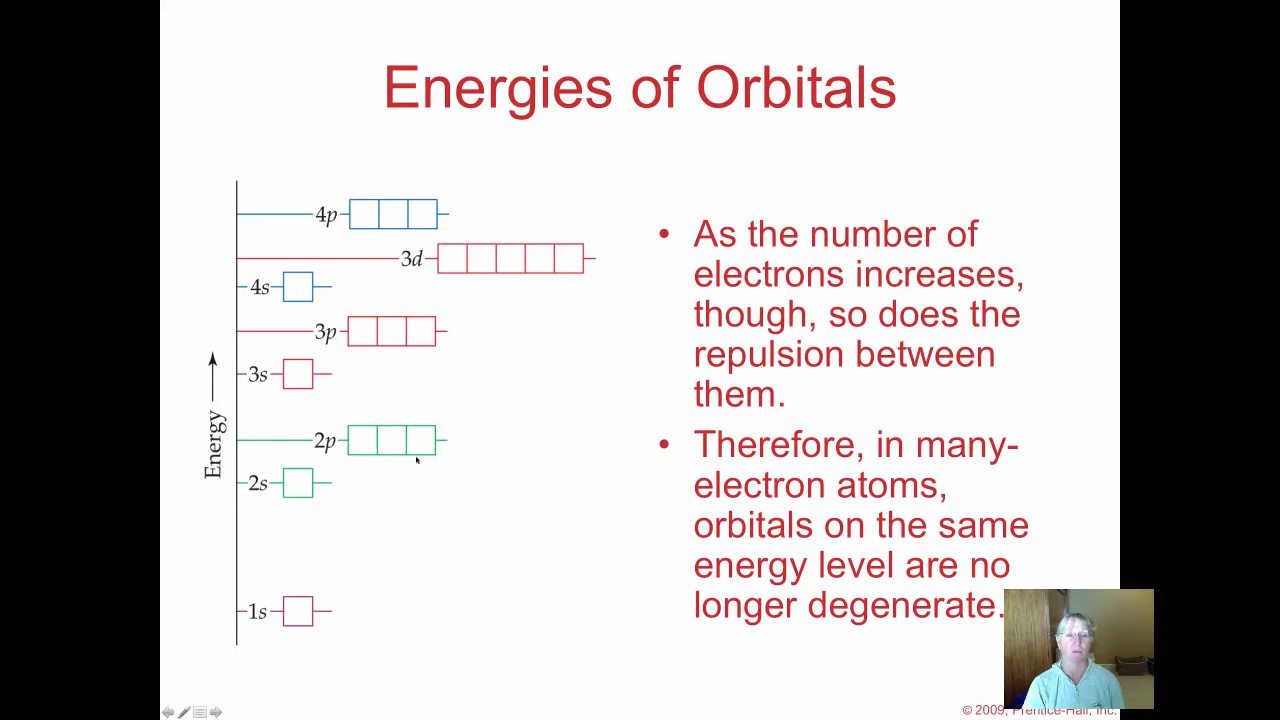 Energies of Orbitals
4p
3d
4s
3p
3s
2p
2s
1s
Energy
• As the number of
electrons increases,
though, so does the
repulsion between
them.
• Therefore, in many-
electron atoms,
orbitals on the same
energy level are no
longer degenerate.
© 2009, Prentice-Hall, Inc.